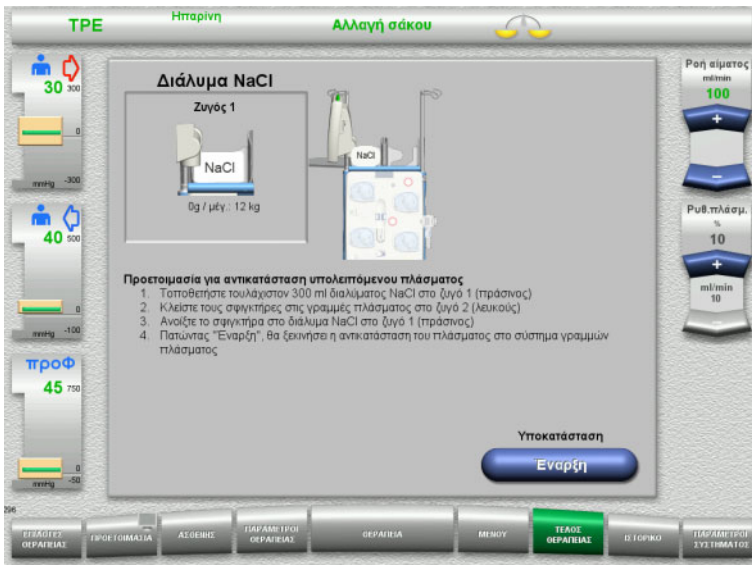 TPE
Ηπαρίνη
Αλλαγή σάκου
30 300
0
mmHg -300
40 500
0
mmHg -100
προΦ
45 750
0
mmHg -50
Διάλυμα NaCl
Ζυγός 1
NaCl
0g / μέγ.: 12 kg
NaCl
Προετοιμασία για αντικατάσταση υπολειπόμενου πλάσματος
1. Τοποθετήστε τουλάχιστον 300 ml διαλύματος NaCl στο ζυγό 1 (πράσινος)
2. Κλείστε τους σφιγκτήρες στις γραμμές πλάσματος στο ζυγό 2 (λευκούς)
3. Ανοίξτε το σφιγκτήρα στο διάλυμα NaCl στο ζυγό 1 (πράσινος)
4. Πατώντας "Έναρξη", θα ξεκινήσει η αντικατάσταση του πλάσματος στο σύστημα γραμμών
πλάσματος
Υποκατάσταση
Έναρξη
Ροή αίματος
ml/min
100
+
–
Ρυθ.πλάσμ.
%
10
+
ml/min
10
–
296
ΕΠΙΛΟΓΕΣ
ΘΕΡΑΠΕΙΑΣ
ΠΡΟΕΤΟΙΜΑΣΙΑ
ΑΣΘΕΝΗΣ
ΠΑΡΑΜΕΤΡΟΙ
ΘΕΡΑΠΕΙΑΣ
ΘΕΡΑΠΕΙΑ
ΜΕΝΟΥ
ΤΕΛΟΣ
ΘΕΡΑΠΕΙΑΣ
ΙΣΤΟΡΙΚΟ
ΠΑΡΑΜΕΤΡΟΙ
ΣΥΣΤΗΜΑΤΟΣ